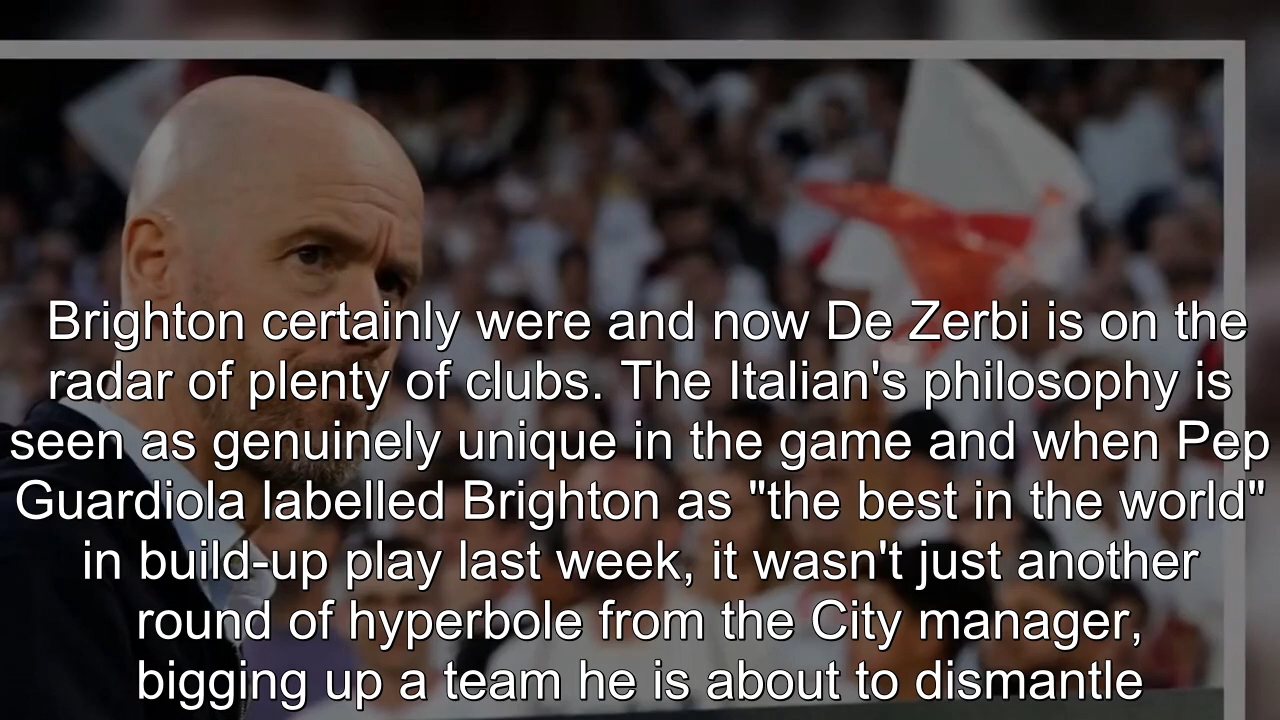 Brighton certainly were and now De Zerbi is on the
radar of plenty of clubs. The Italian's philosophy is
seen as genuinely unique in the game and when Pep
Guardiola labelled Brighton as "the best in the world"
in build-up play last week, it wasn't just another
round of hyperbole from the City manager,
bigging up a team he is about to dismantle